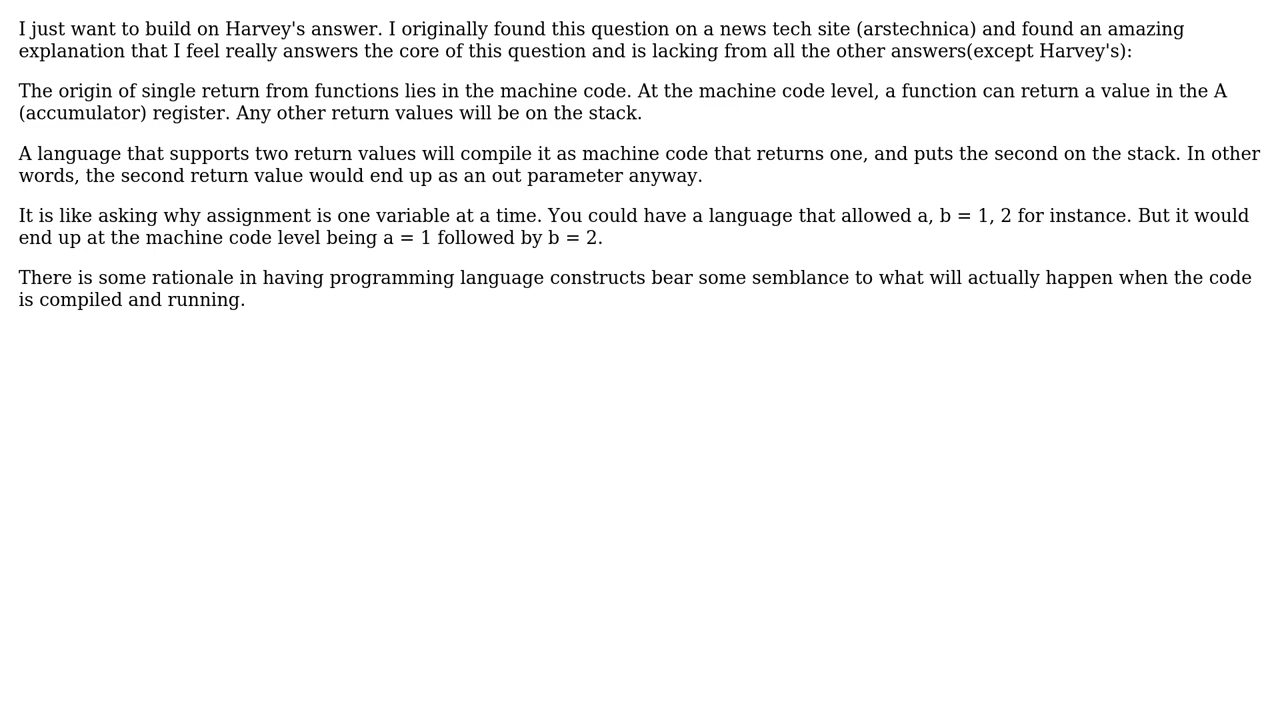 I just want to build on Harvey's answer. I originally found this question on a news tech site (arstechnica) and found an amazing
explanation that I feel really answers the core of this question and is lacking from all the other answers(except Harvey's):
The origin of single return from functions lies in the machine code. At the machine code level, a function can return a value in the A
(accumulator) register. Any other return values will be on the stack.
A language that supports two return values will compile it as machine code that returns one, and puts the second on the stack. In other
words, the second return value would end up as an out parameter anyway.
It is like asking why assignment is one variable at a time. You could have a language that allowed a, b = 1, 2 for instance. But it would
end up at the machine code level being a = 1 followed by b = 2.
There is some rationale in having programming language constructs bear some semblance to what will actually happen when the code
is compiled and running.